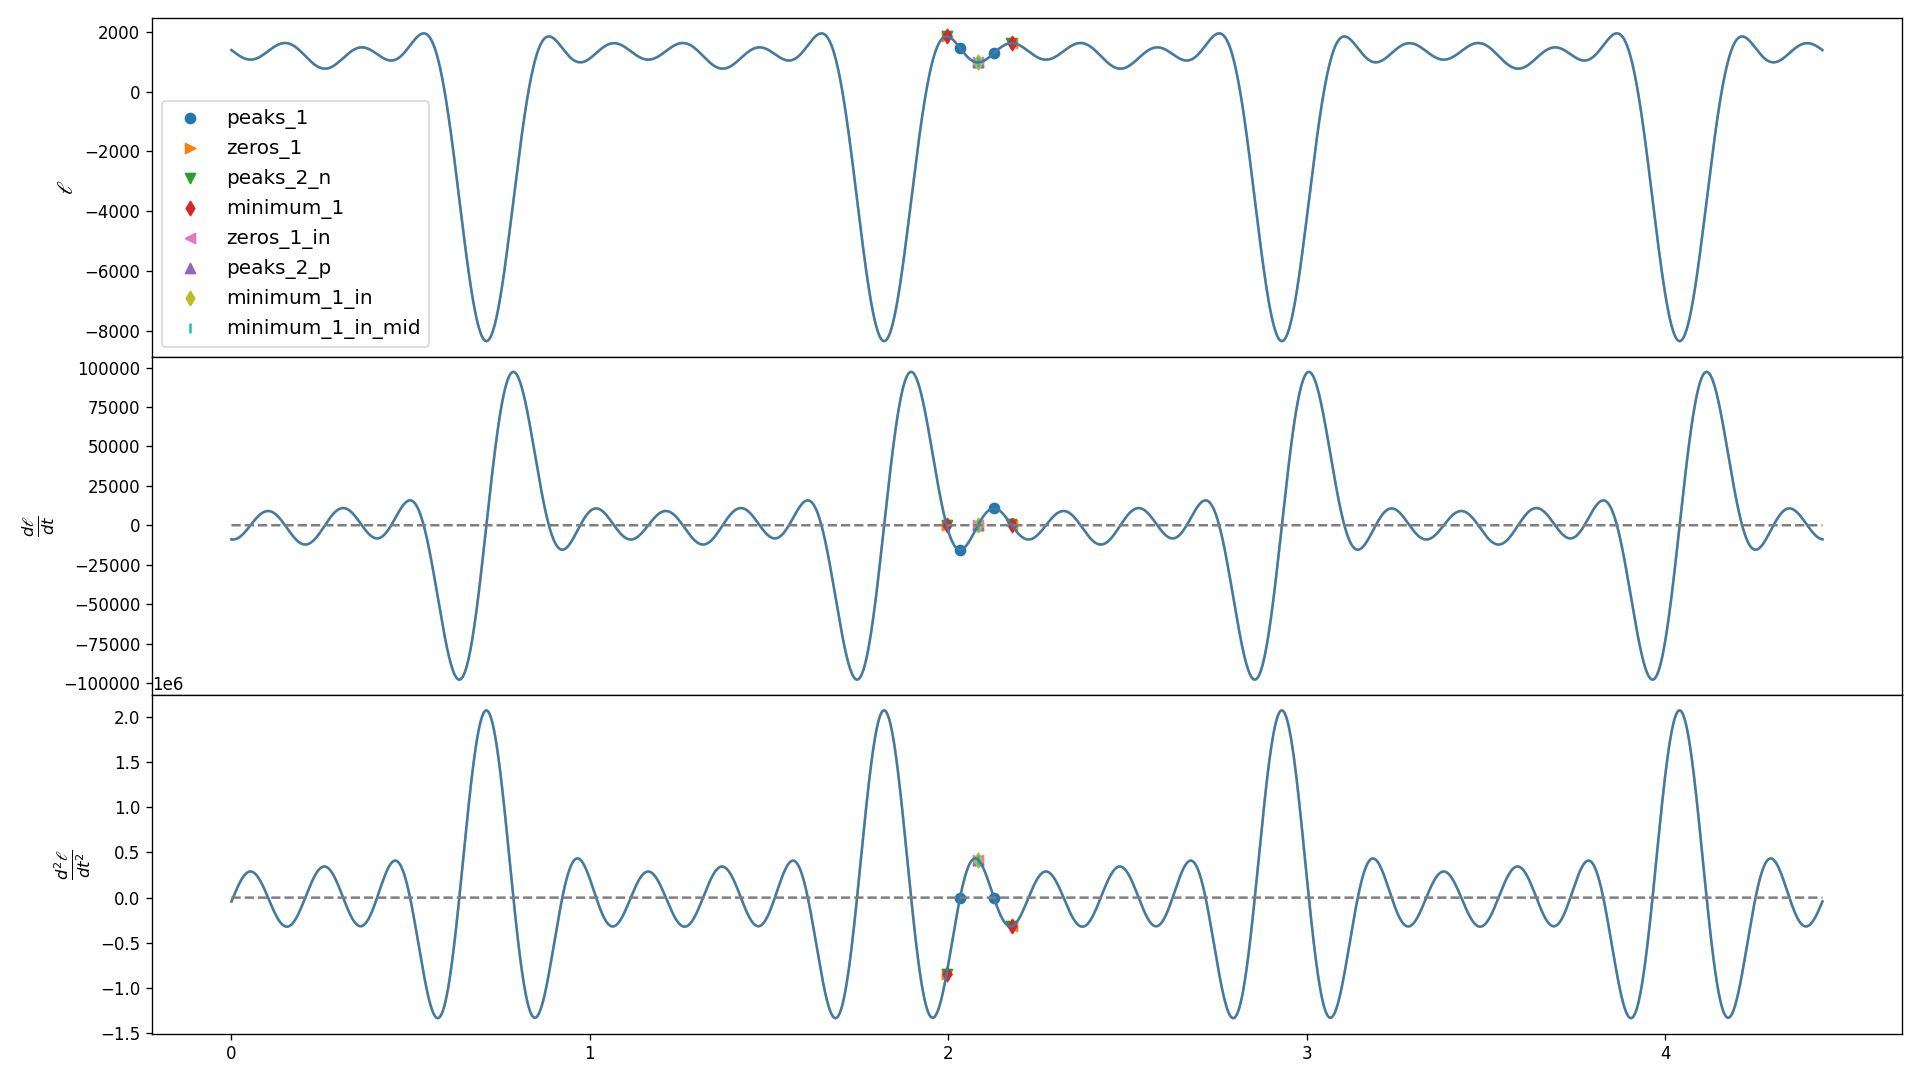 2000
0
−2000
−4000
−6000
−8000
ℓ
peaks_1
zeros_1
peaks_2_n
minimum_1
zeros_1_in
peaks_2_p
minimum_1_in
minimum_1_in_mid
100000
75000
50000
25000
0
−25000
−50000
−75000
−100000
dℓ
dt
1e6
2.0
1.5
1.0
0.5
0.0
−0.5
−1.0
−1.5
d²ℓ
dt²
0 1 2 3 4